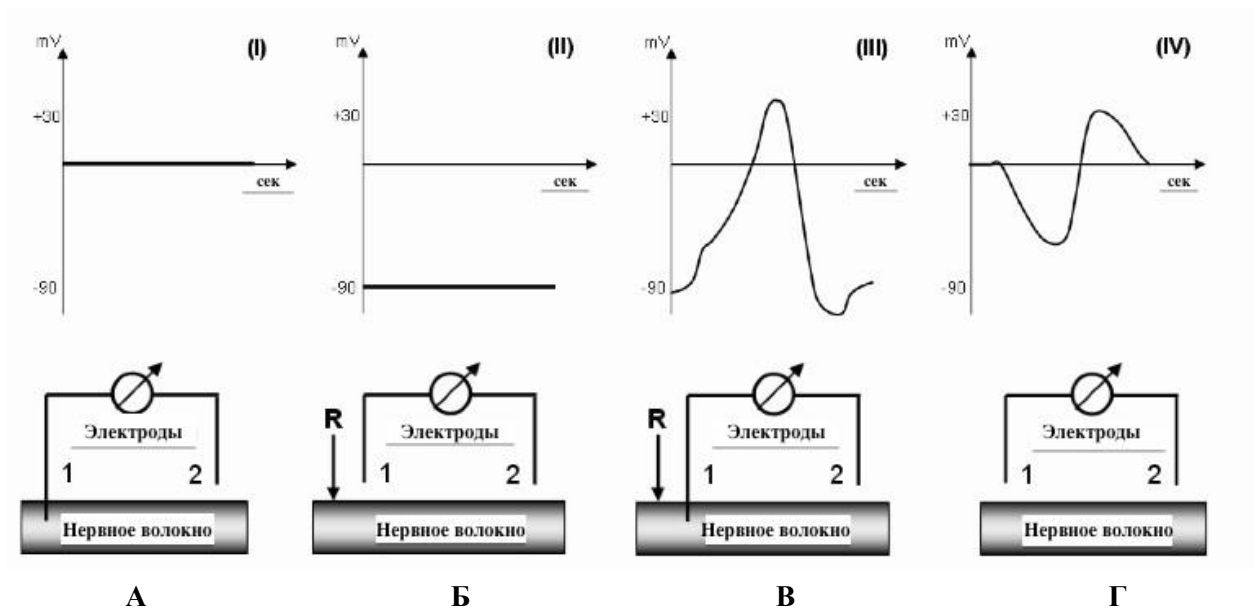 mV (I)
+30
-90
сек
mV (II)
+30
-90
сек
mV (III)
+30
-90
сек
mV (IV)
+30
-90
сек
Электроды
1 2
Нервное волокно
R
Электроды
1 2
Нервное волокно
R
Электроды
1 2
Нервное волокно
Электроды
1 2
Нервное волокно
А Б В Г